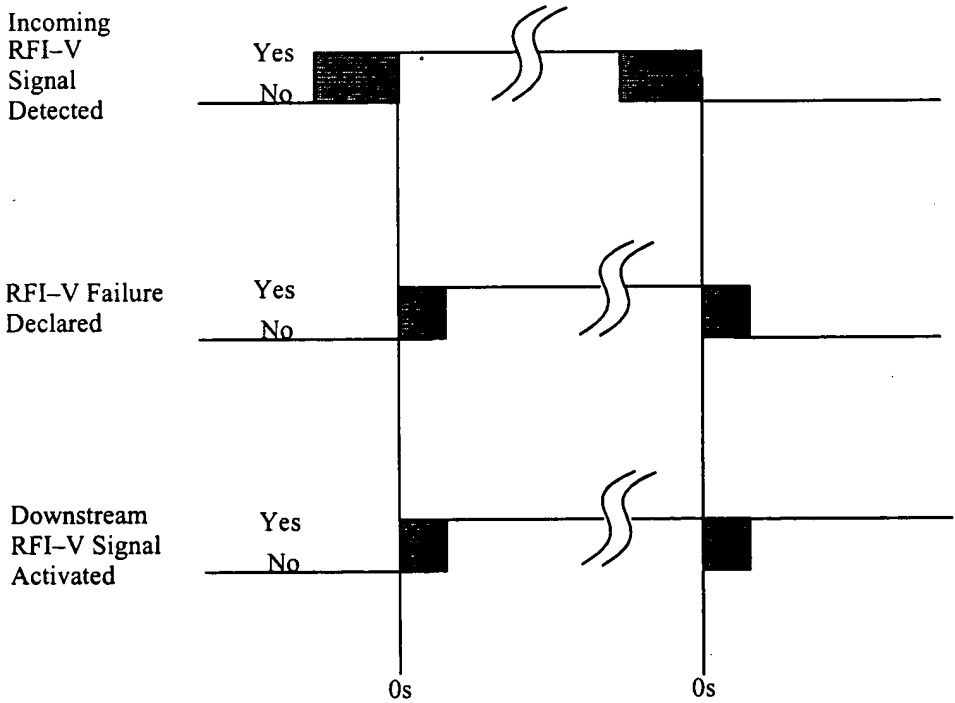 Incoming
RFI–V
Signal
Detected
Yes
No
RFI–V Failure
Declared
Yes
No
Downstream
RFI–V Signal
Activated
Yes
No
0s
0s